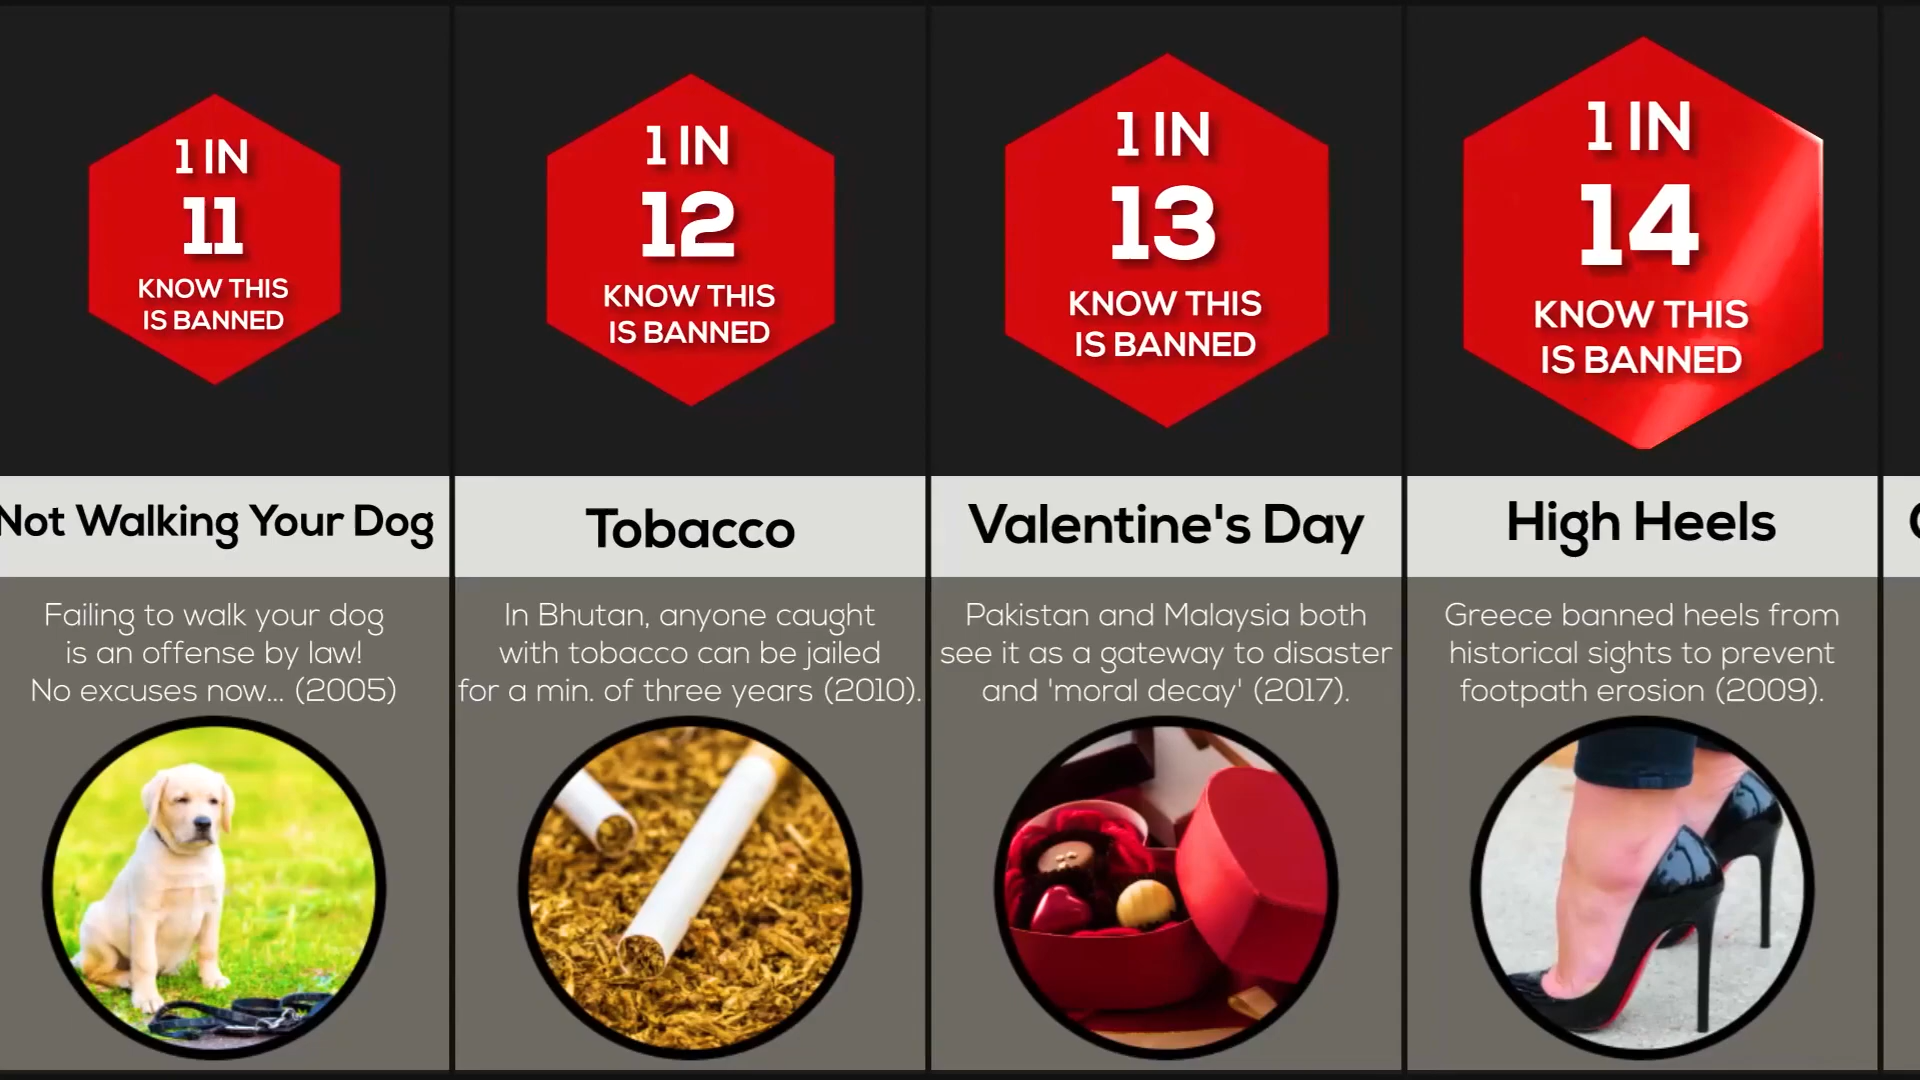 1 IN
11
KNOW THIS
IS BANNED
Not Walking Your Dog
Failing to walk your dog
is an offense by law!
No excuses now... (2005)
1 IN
12
KNOW THIS
IS BANNED
Tobacco
In Bhutan, anyone caught
with tobacco can be jailed
for a min. of three years (2010).
1 IN
13
KNOW THIS
IS BANNED
Valentine's Day
Pakistan and Malaysia both
see it as a gateway to disaster
and 'moral decay' (2017).
1 IN
14
KNOW THIS
IS BANNED
High Heels
Greece banned heels from
historical sights to prevent
footpath erosion (2009).